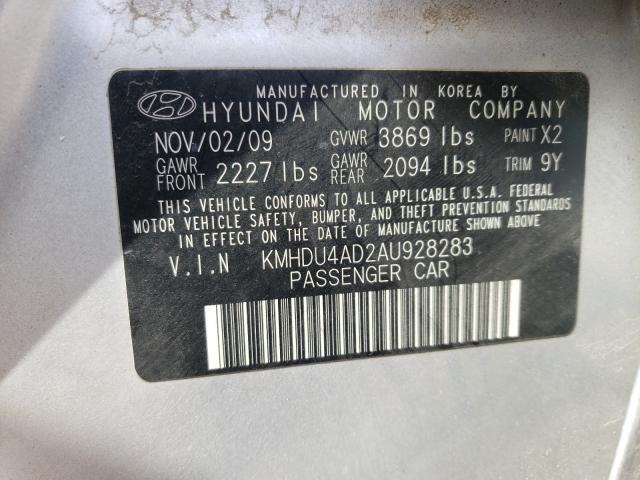 MANUFACTURED IN KOREA BY
HYUNDAI MOTOR COMPANY
NOV/02/09 GVWR 3869 lbs PAINT X2
GAWR FRONT 2227 lbs GAWR REAR 2094 lbs TRIM 9Y
THIS VEHICLE CONFORMS TO ALL APPLICABLE U.S.A. FEDERAL
MOTOR VEHICLE SAFETY, BUMPER, AND THEFT PREVENTION STANDARDS
IN EFFECT ON THE DATE OF MANUFACTURE SHOWN ABOVE
V.I.N KMHDU4AD2AU928283
PASSENGER CAR